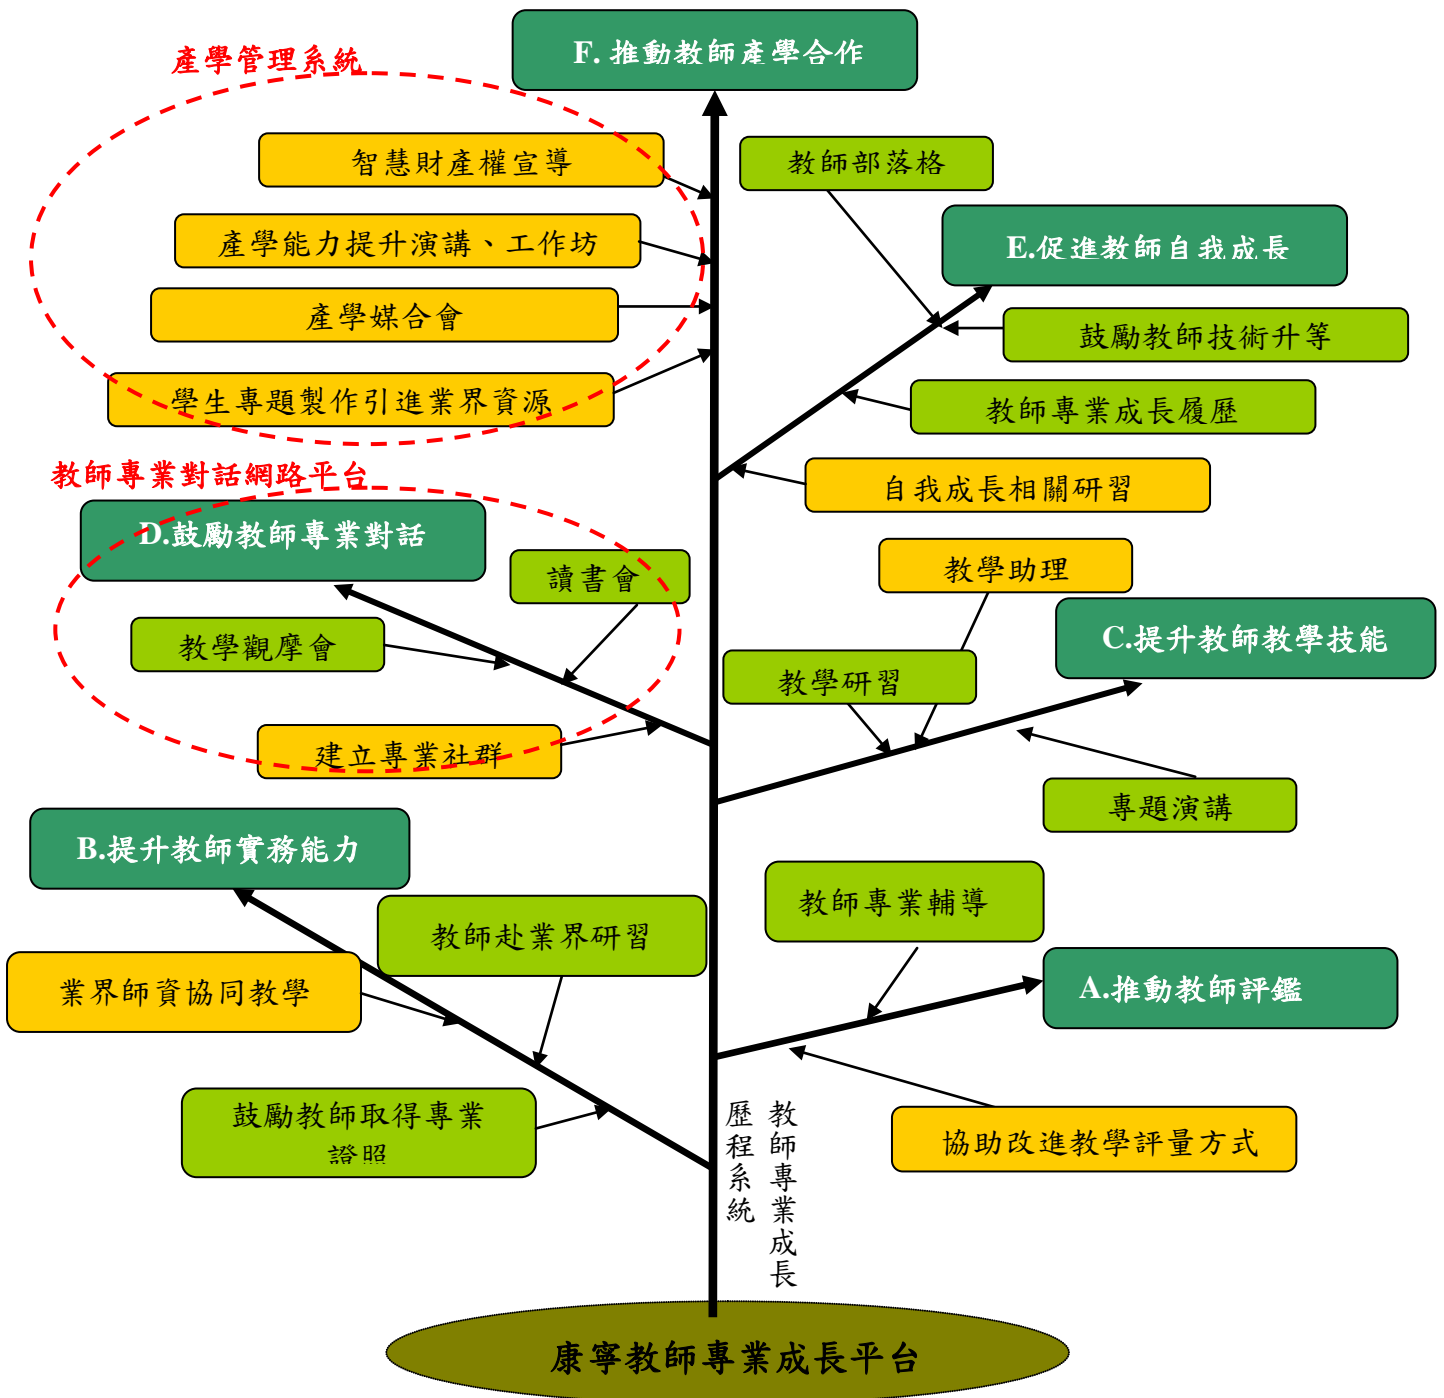 F. 推動教師產學合作
產學管理系統
智慧財產權宣導
教師部落格
產學能力提升演講、工作坊
E.促進教師自我成長
產學媒合會
鼓勵教師技術升等
學生專題製作引進業界資源
教師專業成長履歷
教師專業對話網路平台
自我成長相關研習
D.鼓勵教師專業對話
讀書會
教學助理
教學觀摩會
C.提升教師教學技能
教學研習
建立專業社群
專題演講
B.提升教師實務能力
教師專業輔導
教師赴業界研習
業界師資協同教學
A.推動教師評鑑
鼓勵教師取得專業
證照
協助改進教學評量方式
教師專業成長
歷程系統
康寧教師專業成長平台